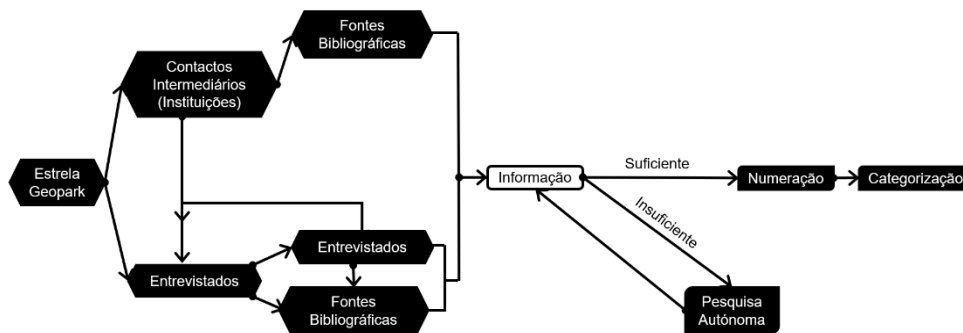 Fontes
Bibliográficas
Contactos
Intermediários
(Instituições)
Estrela
Geopark
Entrevistados
Entrevistados
Fontes
Bibliográficas
Informação
Suficiente
Insuficiente
Numeração
Categorização
Pesquisa
Autónoma